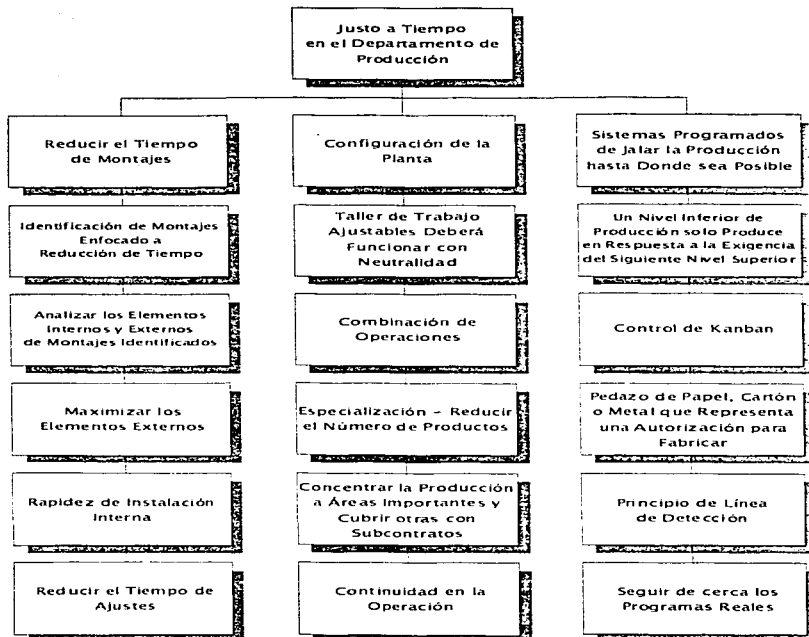 Justo a Tiempo
en el Departamento de
Producción
Reducir el Tiempo
de Montajes
Identificación de Montajes
Enfocado a
Reducción de Tiempo
Analizar los Elementos
Internos y Externos
de Montajes Identificados
Maximizar los
Elementos Externos
Rapidez de Instalación
Interna
Reducir el Tiempo de
Ajustes
Configuración de la
Planta
Taller de Trabajo
Ajustables Deberá
Funcionar con
Neutralidad
Combinación de
Operaciones
Especialización - Reducir
el Número de Productos
Concentrar la Producción
a Áreas Importantes y
Cubrir otras con
Subcontratos
Continuidad en la
Operación
Sistemas Programados
de Jalar la Producción
hasta Donde sea Posible
Un Nivel Inferior de
Producción solo Produce
en Respuesta a la Exigencia
del Siguiente Nivel Superior
Control de Kanban
Pedazo de Papel, Cartón
o Metal que Representa
una Autorización para
Fabricar
Principio de Línea
de Detección
Seguir de cerca los
Programas Reales